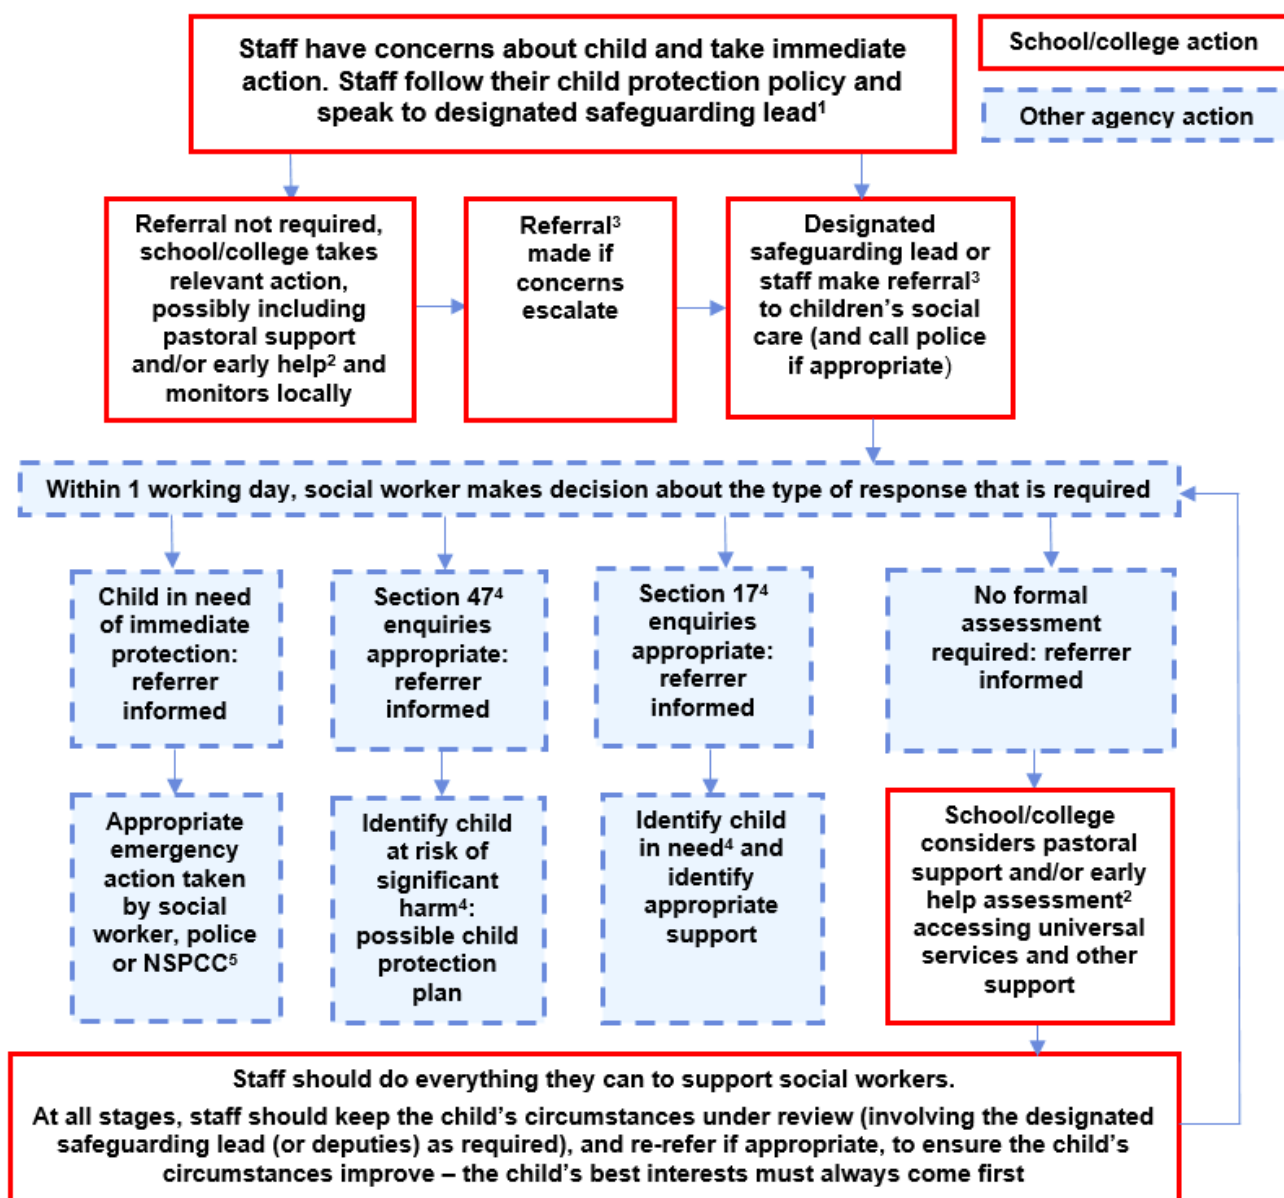 Staff have concerns about child and take immediate
action. Staff follow their child protection policy and
speak to designated safeguarding lead¹
School/college action
Other agency action
Referral not required,
school/college takes
relevant action,
possibly including
pastoral support
and/or early help² and
monitors locally
Referral³
made if
concerns
escalate
Designated
safeguarding lead or
staff make referral³
to children’s social
care (and call police
if appropriate)
Within 1 working day, social worker makes decision about the type of response that is required
Child in need
of immediate
protection:
referrer
informed
Section 47⁴
enquiries
appropriate:
referrer
informed
Section 17⁴
enquiries
appropriate:
referrer
informed
No formal
assessment
required: referrer
informed
Appropriate
emergency
action taken
by social
worker, police
or NSPCC⁵
Identify child
at risk of
significant
harm⁴:
possible child
protection
plan
Identify child
in need⁴ and
identify
appropriate
support
School/college
considers pastoral
support and/or early
help assessment²
accessing universal
services and other
support
Staff should do everything they can to support social workers.
At all stages, staff should keep the child’s circumstances under review (involving the designated
safeguarding lead (or deputies) as required), and re-refer if appropriate, to ensure the child’s
circumstances improve – the child’s best interests must always come first